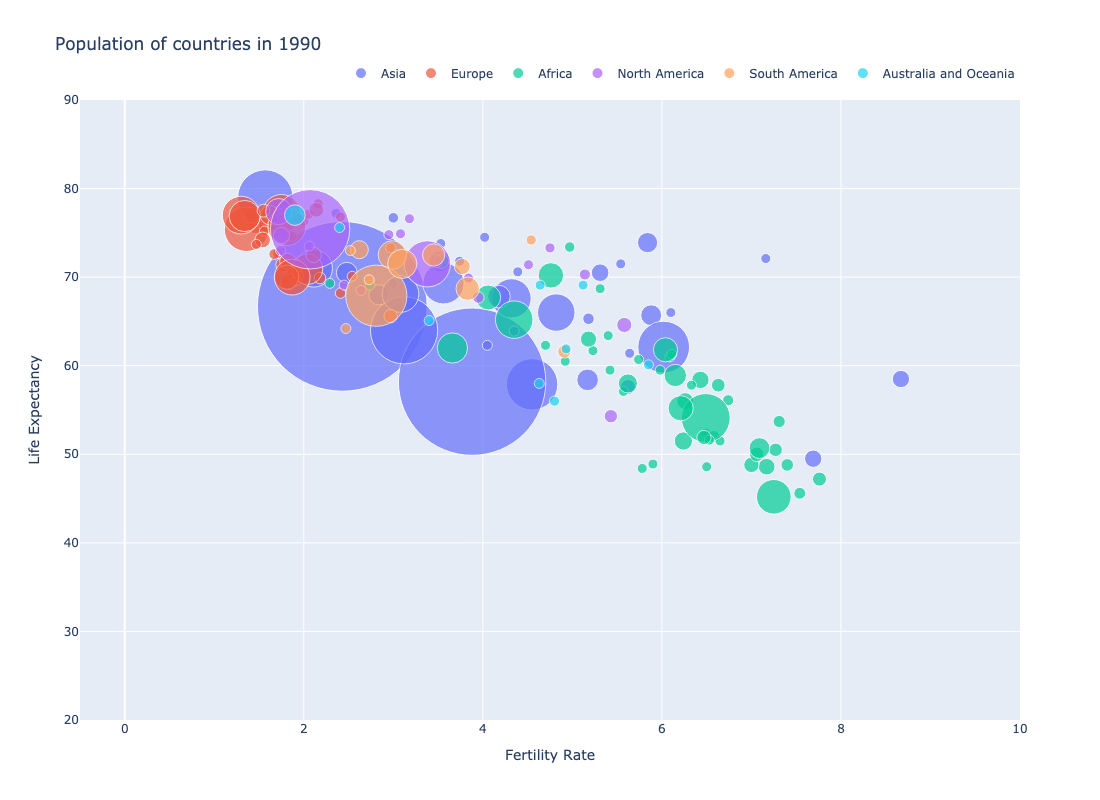 Population of countries in 1990
Asia Europe Africa North America South America Australia and Oceania
90
80
70
60
50
40
30
20
Life Expectancy
0 2 4 6 8 10
Fertility Rate